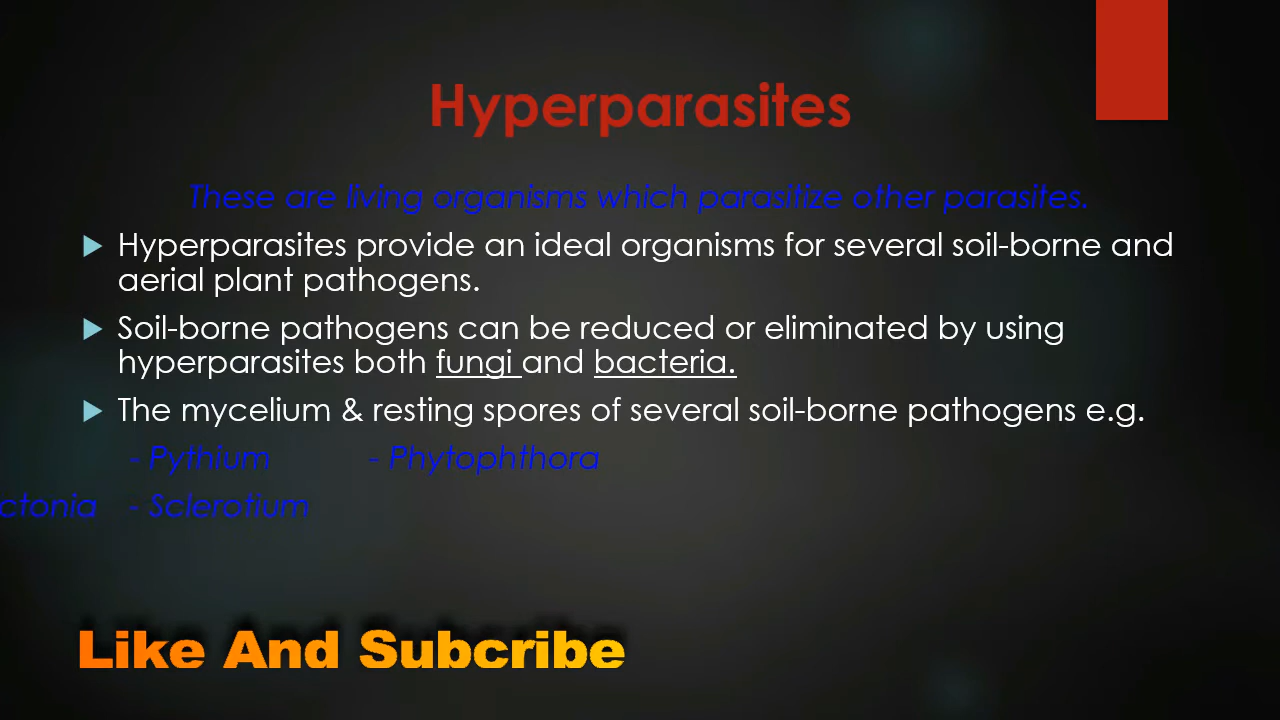 Hyperparasites
These are living organisms which parasitize other parasites.
Hyperparasites provide an ideal organisms for several soil-borne and
aerial plant pathogens.
Soil-borne pathogens can be reduced or eliminated by using
hyperparasites both fungi and bacteria.
The mycelium & resting spores of several soil-borne pathogens e.g.
- Pythium - Phytophthora
ctonia - Sclerotium
Like And Subcribe